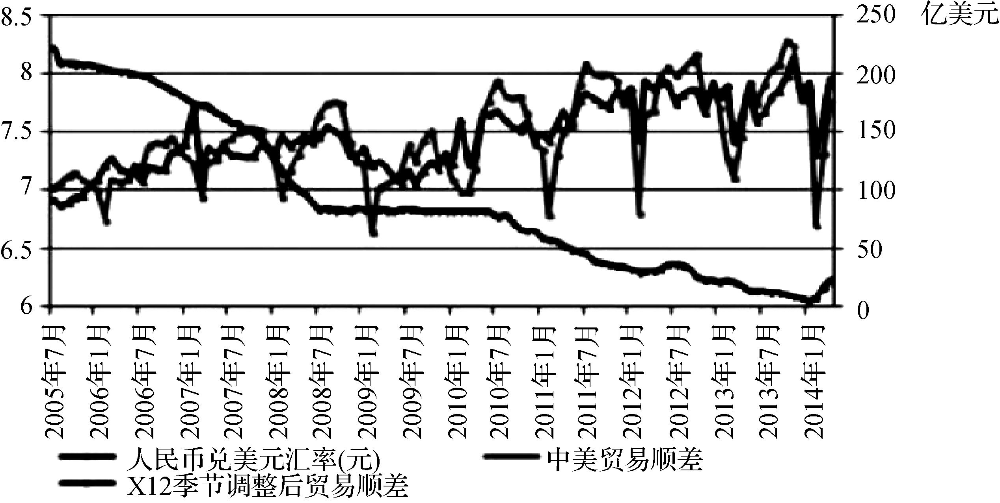 8.5
8
7.5
7
6.5
6
250 亿美元
200
150
100
50
0
2005年7月
2006年1月
2006年7月
2007年1月
2007年7月
2008年1月
2008年7月
2009年1月
2009年7月
2010年1月
2010年7月
2011年1月
2011年7月
2012年1月
2012年7月
2013年1月
2013年7月
2014年1月
人民币兑美元汇率(元)
中美贸易顺差
X12季节调整后贸易顺差